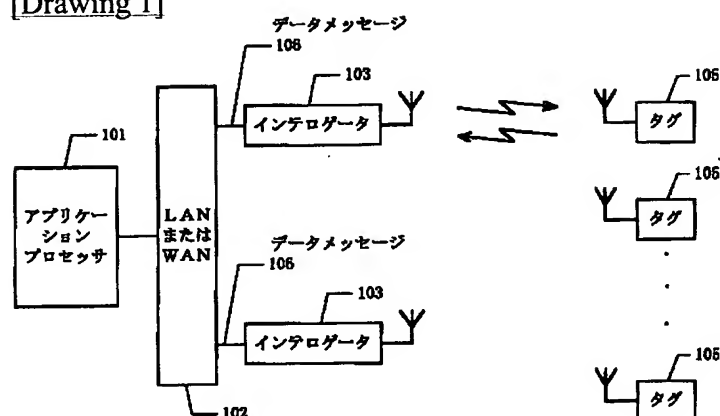 [Drawing 1]
データメッセージ
108
103
インテロゲータ
106
タグ
101
アプリケー
ション
プロセッサ
LAN
または
WAN
106
タグ
データメッセージ
106
103
インテロゲータ
105
タグ
102